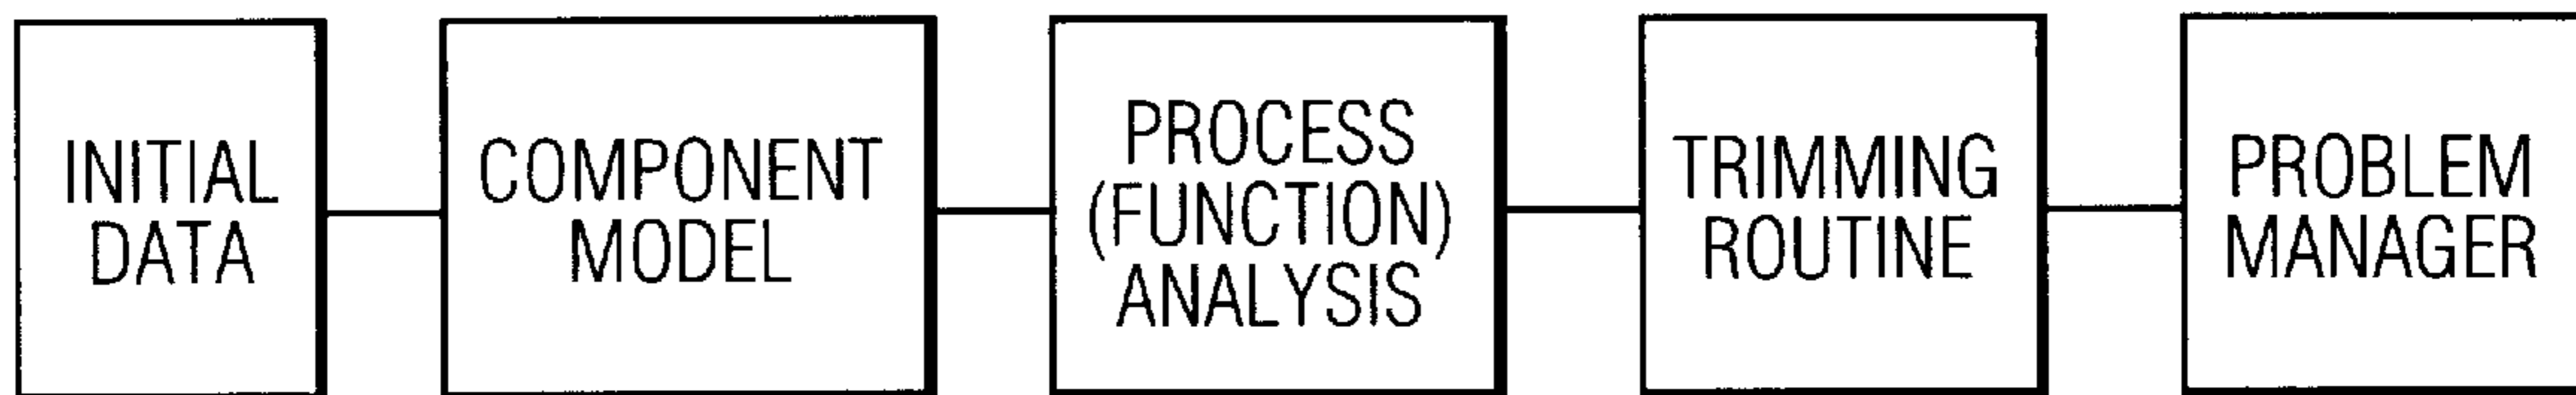 INITIAL
DATA
COMPONENT
MODEL
PROCESS
(FUNCTION)
ANALYSIS
TRIMMING
ROUTINE
PROBLEM
MANAGER